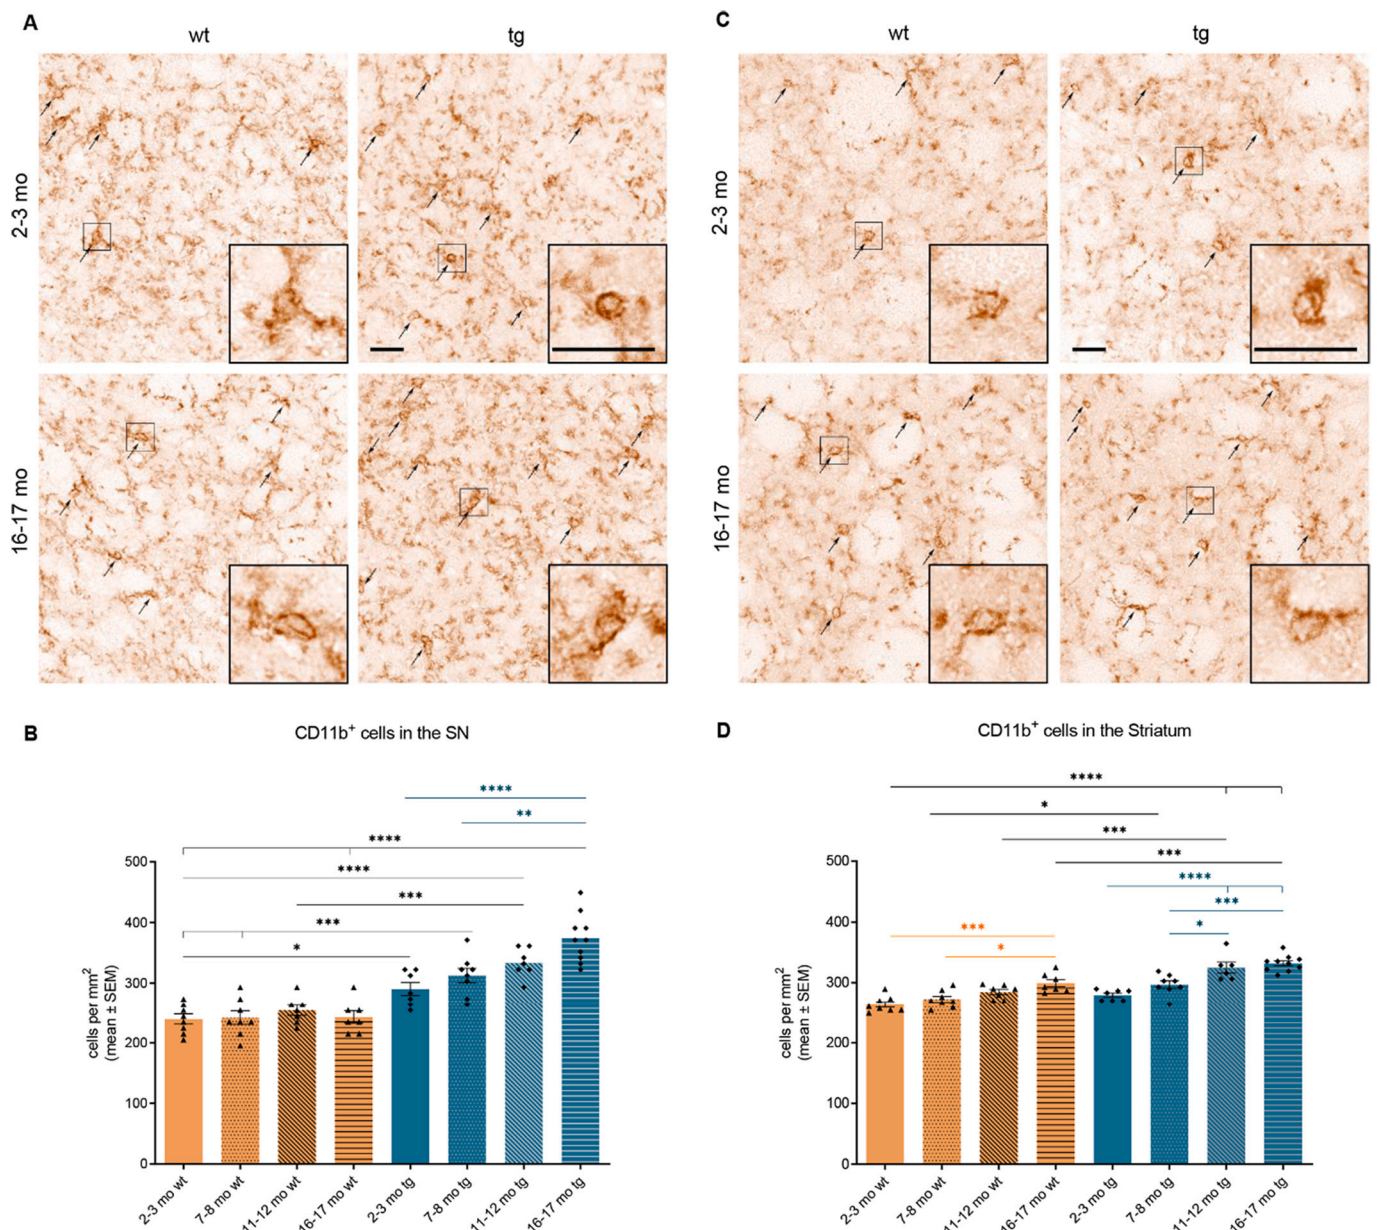 A
wt
tg
2-3 mo
16-17 mo
B
CD11b⁺ cells in the SN
****
**
****
****
***
***
*
500
400
300
200
100
0
cells per mm²
(mean ± SEM)
2-3 mo wt
7-8 mo wt
11-12 mo wt
16-17 mo wt
2-3 mo tg
7-8 mo tg
11-12 mo tg
16-17 mo tg
C
wt
tg
2-3 mo
16-17 mo
D
CD11b⁺ cells in the Striatum
****
*
***
***
****
***
*
***
*
500
400
300
200
100
0
cells per mm²
(mean ± SEM)
2-3 mo wt
7-8 mo wt
11-12 mo wt
16-17 mo wt
2-3 mo tg
7-8 mo tg
11-12 mo tg
16-17 mo tg